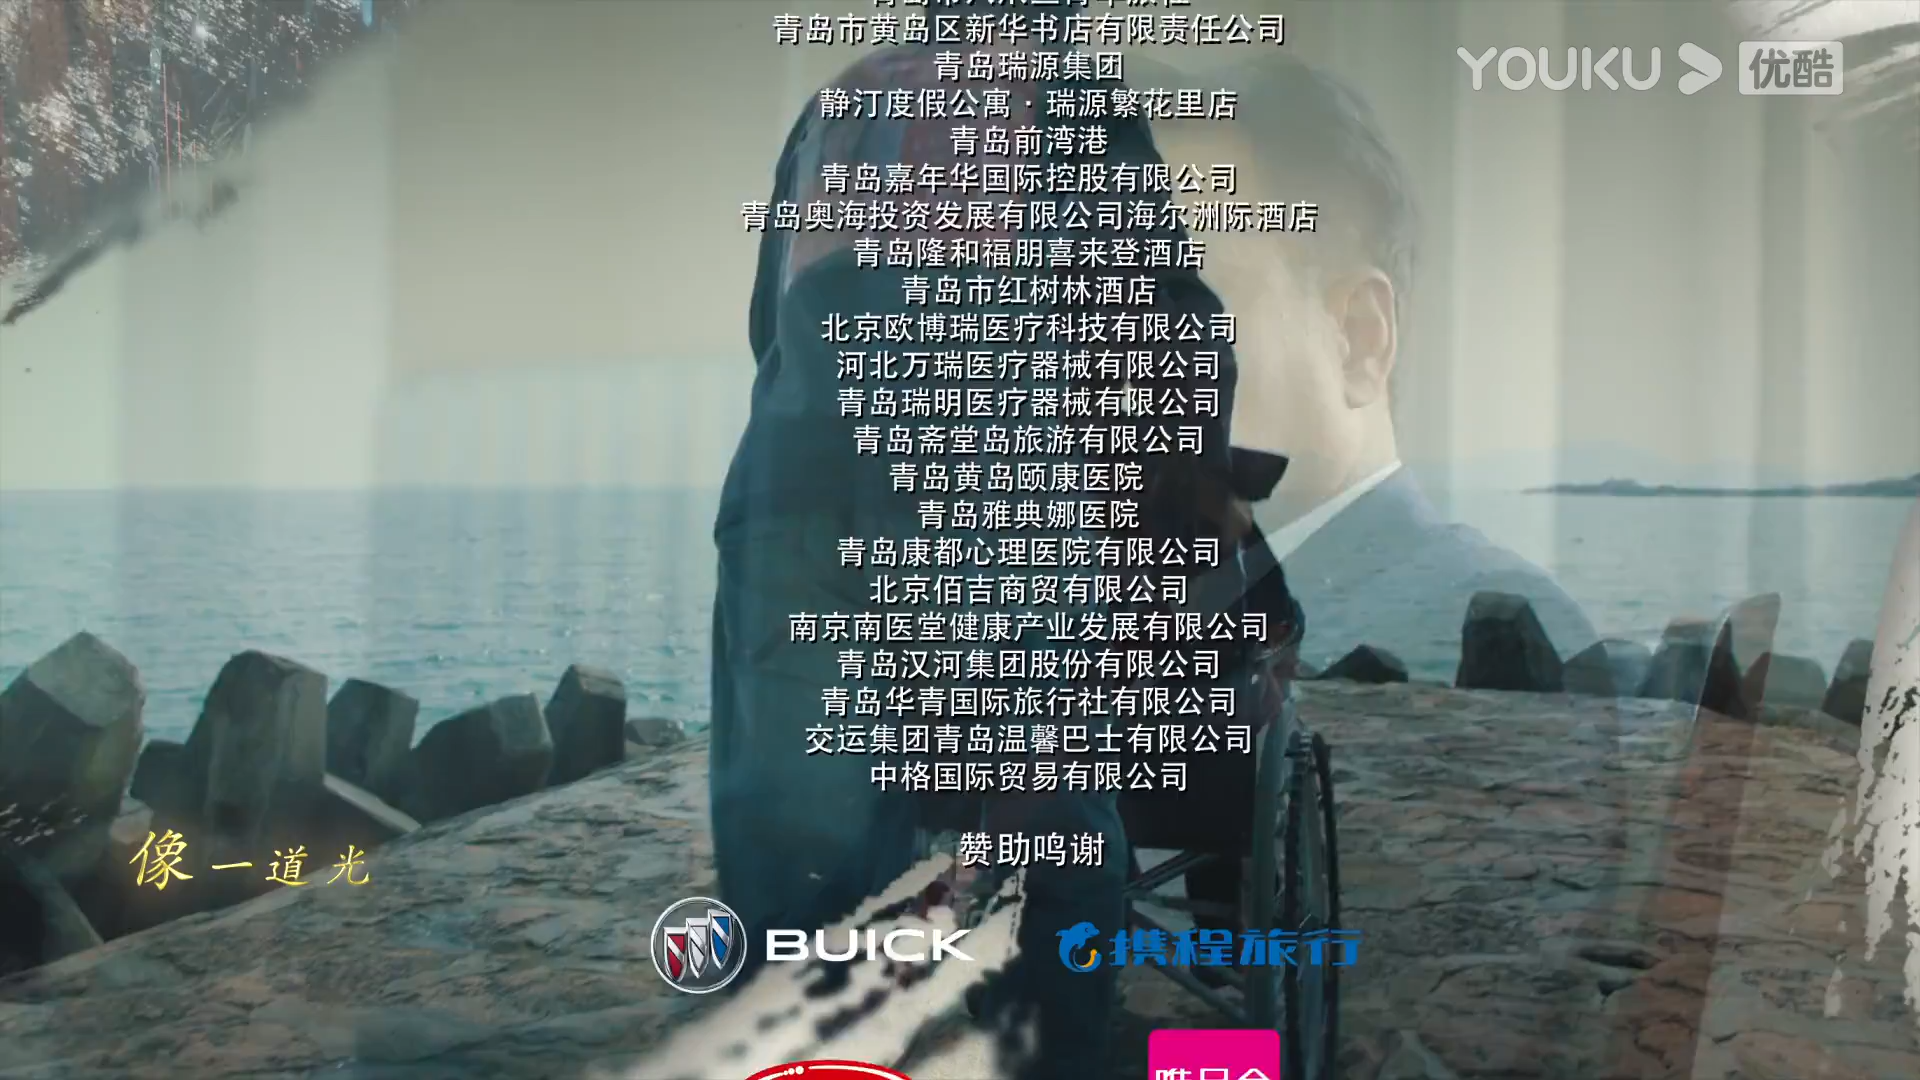 青岛市黄岛区新华书店有限责任公司
青岛瑞源集团
静汀度假公寓·瑞源繁花里店
青岛前湾港
青岛嘉年华国际控股有限公司
青岛奥海投资发展有限公司海尔洲际酒店
青岛隆和福朋喜来登酒店
青岛市红树林酒店
北京欧博瑞医疗科技有限公司
河北万瑞医疗器械有限公司
青岛瑞明医疗器械有限公司
青岛斋堂岛旅游有限公司
青岛黄岛颐康医院
青岛雅典娜医院
青岛康都心理医院有限公司
北京佰吉商贸有限公司
南京南医堂健康产业发展有限公司
青岛汉河集团股份有限公司
青岛华青国际旅行社有限公司
交运集团青岛温馨巴士有限公司
中格国际贸易有限公司
赞助鸣谢
BUICK 携程旅行
YOUKU 优酷
像一道光